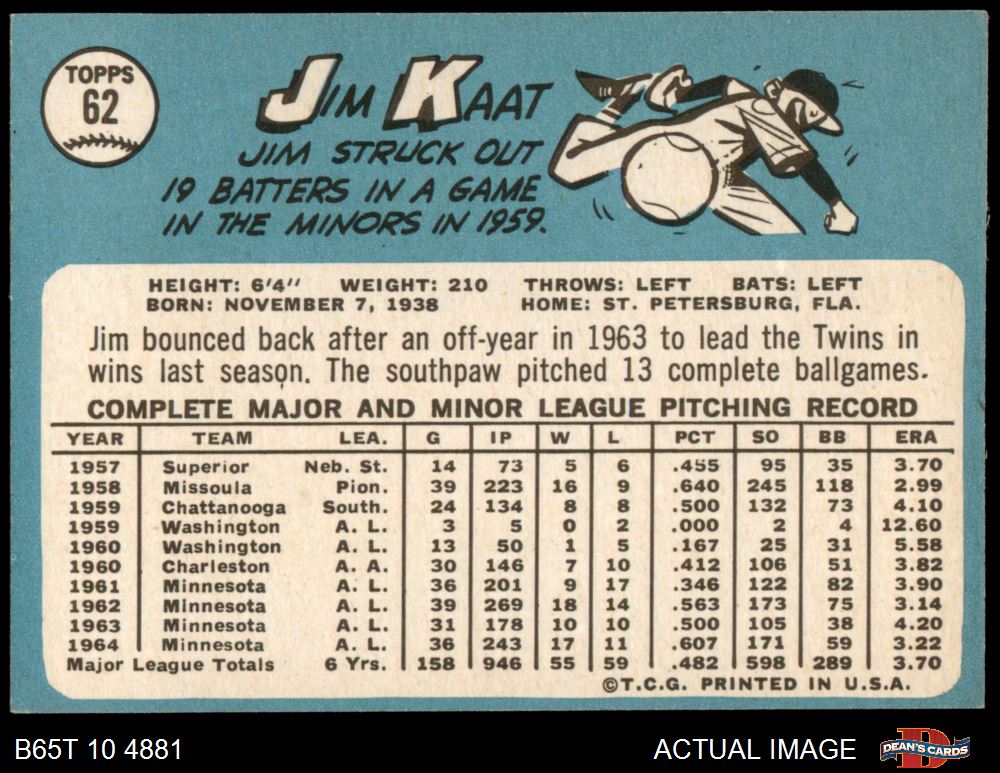 TOPPS
62
JIM KAAT
JIM STRUCK OUT
19 BATTERS IN A GAME
IN THE MINORS IN 1959.
HEIGHT: 6'4" WEIGHT: 210 THROWS: LEFT BATS: LEFT
BORN: NOVEMBER 7, 1938 HOME: ST. PETERSBURG, FLA.
Jim bounced back after an off-year in 1963 to lead the Twins in
wins last season. The southpaw pitched 13 complete ballgames.
COMPLETE MAJOR AND MINOR LEAGUE PITCHING RECORD
YEAR TEAM LEA. G IP W L PCT SO BB ERA
1957 Superior Neb. St. 14 73 5 6 .455 95 35 3.70
1958 Missoula Pion. 39 223 16 9 .640 245 118 2.99
1959 Chattanooga South. 24 134 8 8 .500 132 73 4.10
1959 Washington A. L. 3 5 0 2 .000 2 4 12.60
1960 Washington A. L. 13 50 1 5 .167 25 31 5.58
1960 Charleston A. A. 30 146 7 10 .412 106 51 3.82
1961 Minnesota A. L. 36 201 9 17 .346 122 82 3.90
1962 Minnesota A. L. 39 269 18 14 .563 173 75 3.14
1963 Minnesota A. L. 31 178 10 10 .500 105 38 4.20
1964 Minnesota A. L. 36 243 17 11 .607 171 59 3.22
Major League Totals 6 Yrs. 158 946 55 59 .482 598 289 3.70
©T.C.G. PRINTED IN U.S.A.
B65T 10 4881 ACTUAL IMAGE DEAN'S CARDS